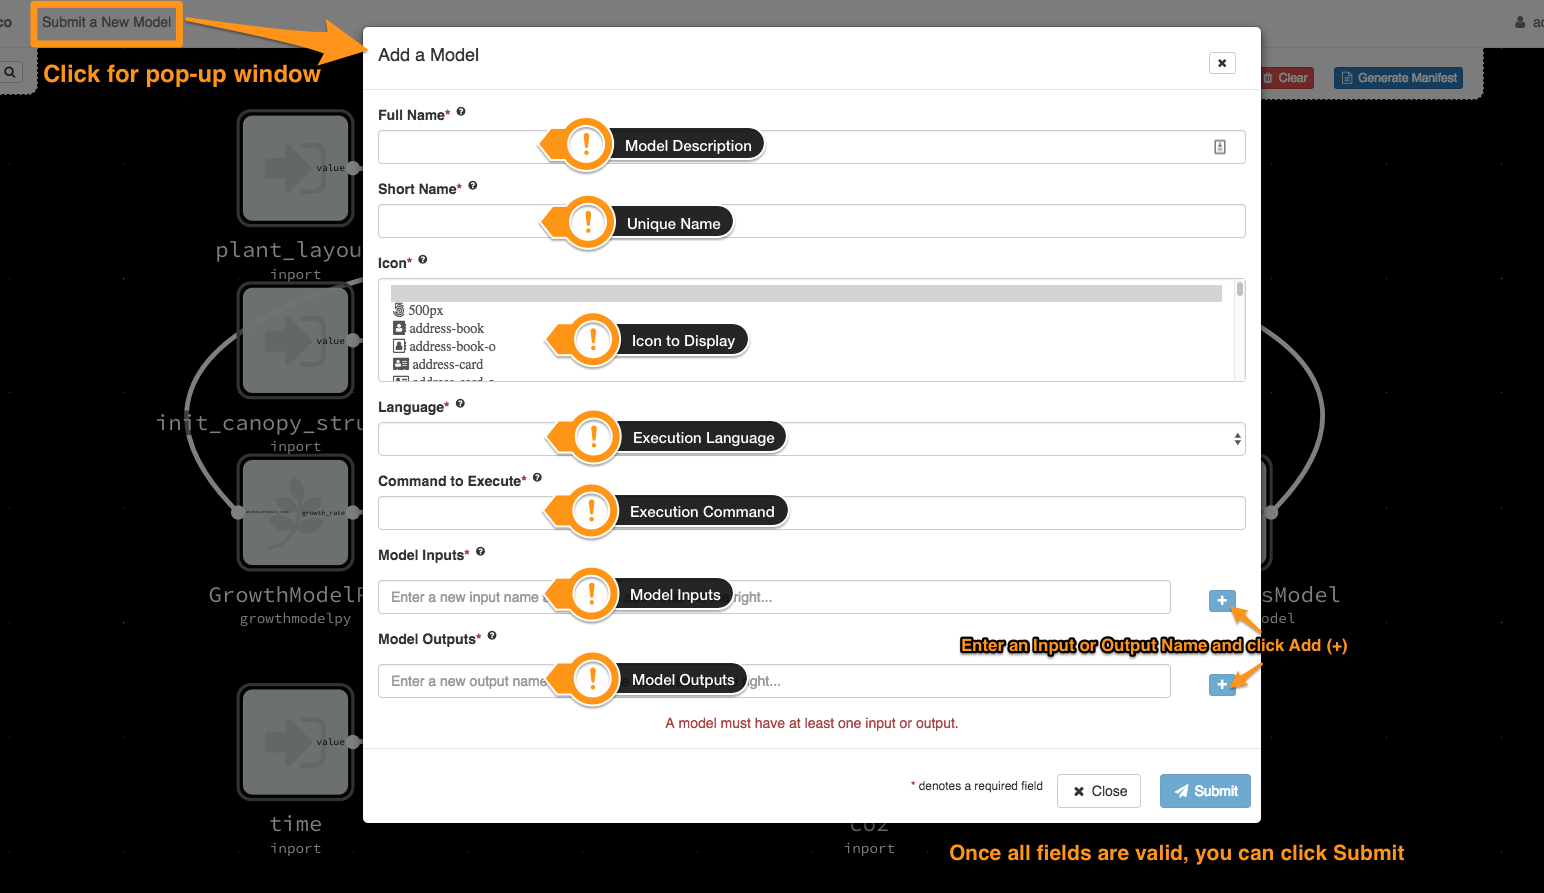 co
Submit a New Model
ad
Click for pop-up window
Clear
Generate Manifest
Add a Model
Full Name*
Model Description
Short Name*
Unique Name
Icon*
500px
address-book
address-book-o
address-card
address-card-o
Icon to Display
Language*
Execution Language
Command to Execute*
Execution Command
Model Inputs*
Enter a new input name
right...
Model Inputs
Model Outputs*
Enter a new output name
ght...
Model Outputs
Enter an Input or Output Name and click Add (+)
A model must have at least one input or output.
* denotes a required field
Close
Submit
Once all fields are valid, you can click Submit
value
plant_layou
inport
value
init_canopy_stru
inport
growth_rate
GrowthModelP
growthmodelpy
value
time
inport
sModel
odel
co2
inport